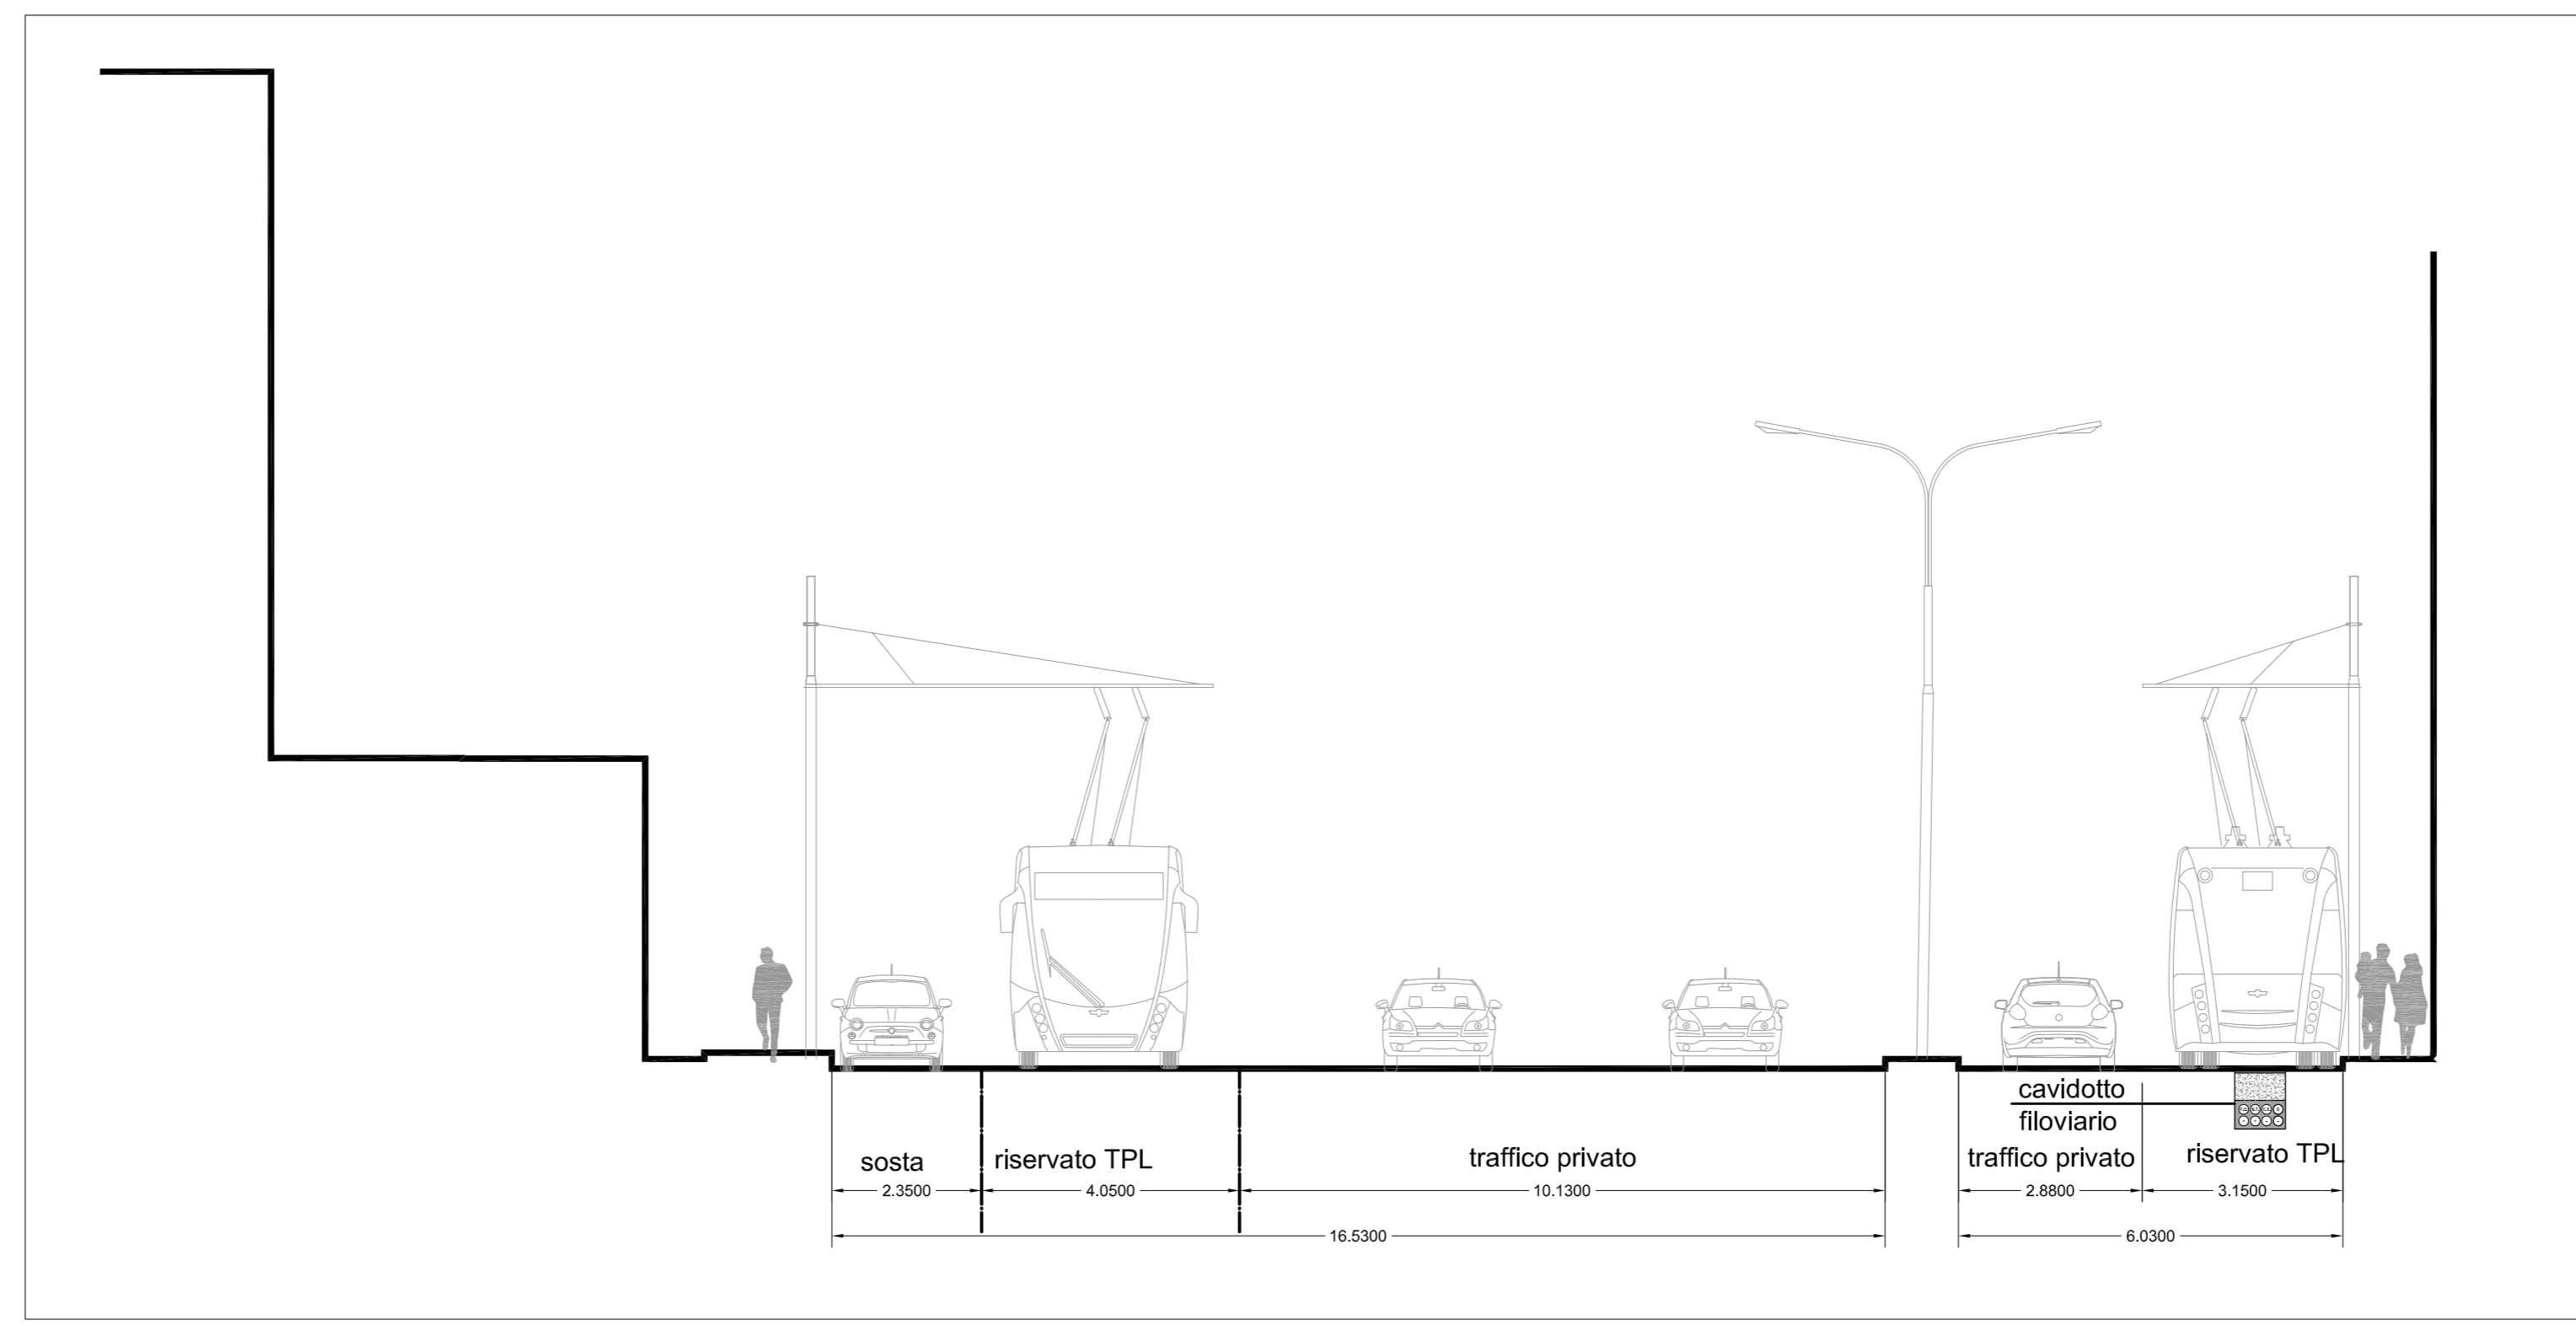 cavidotto
filoviario
sosta
riservato TPL
traffico privato
traffico privato
riservato TPL
2.3500
4.0500
10.1300
2.8800
3.1500
16.5300
6.0300